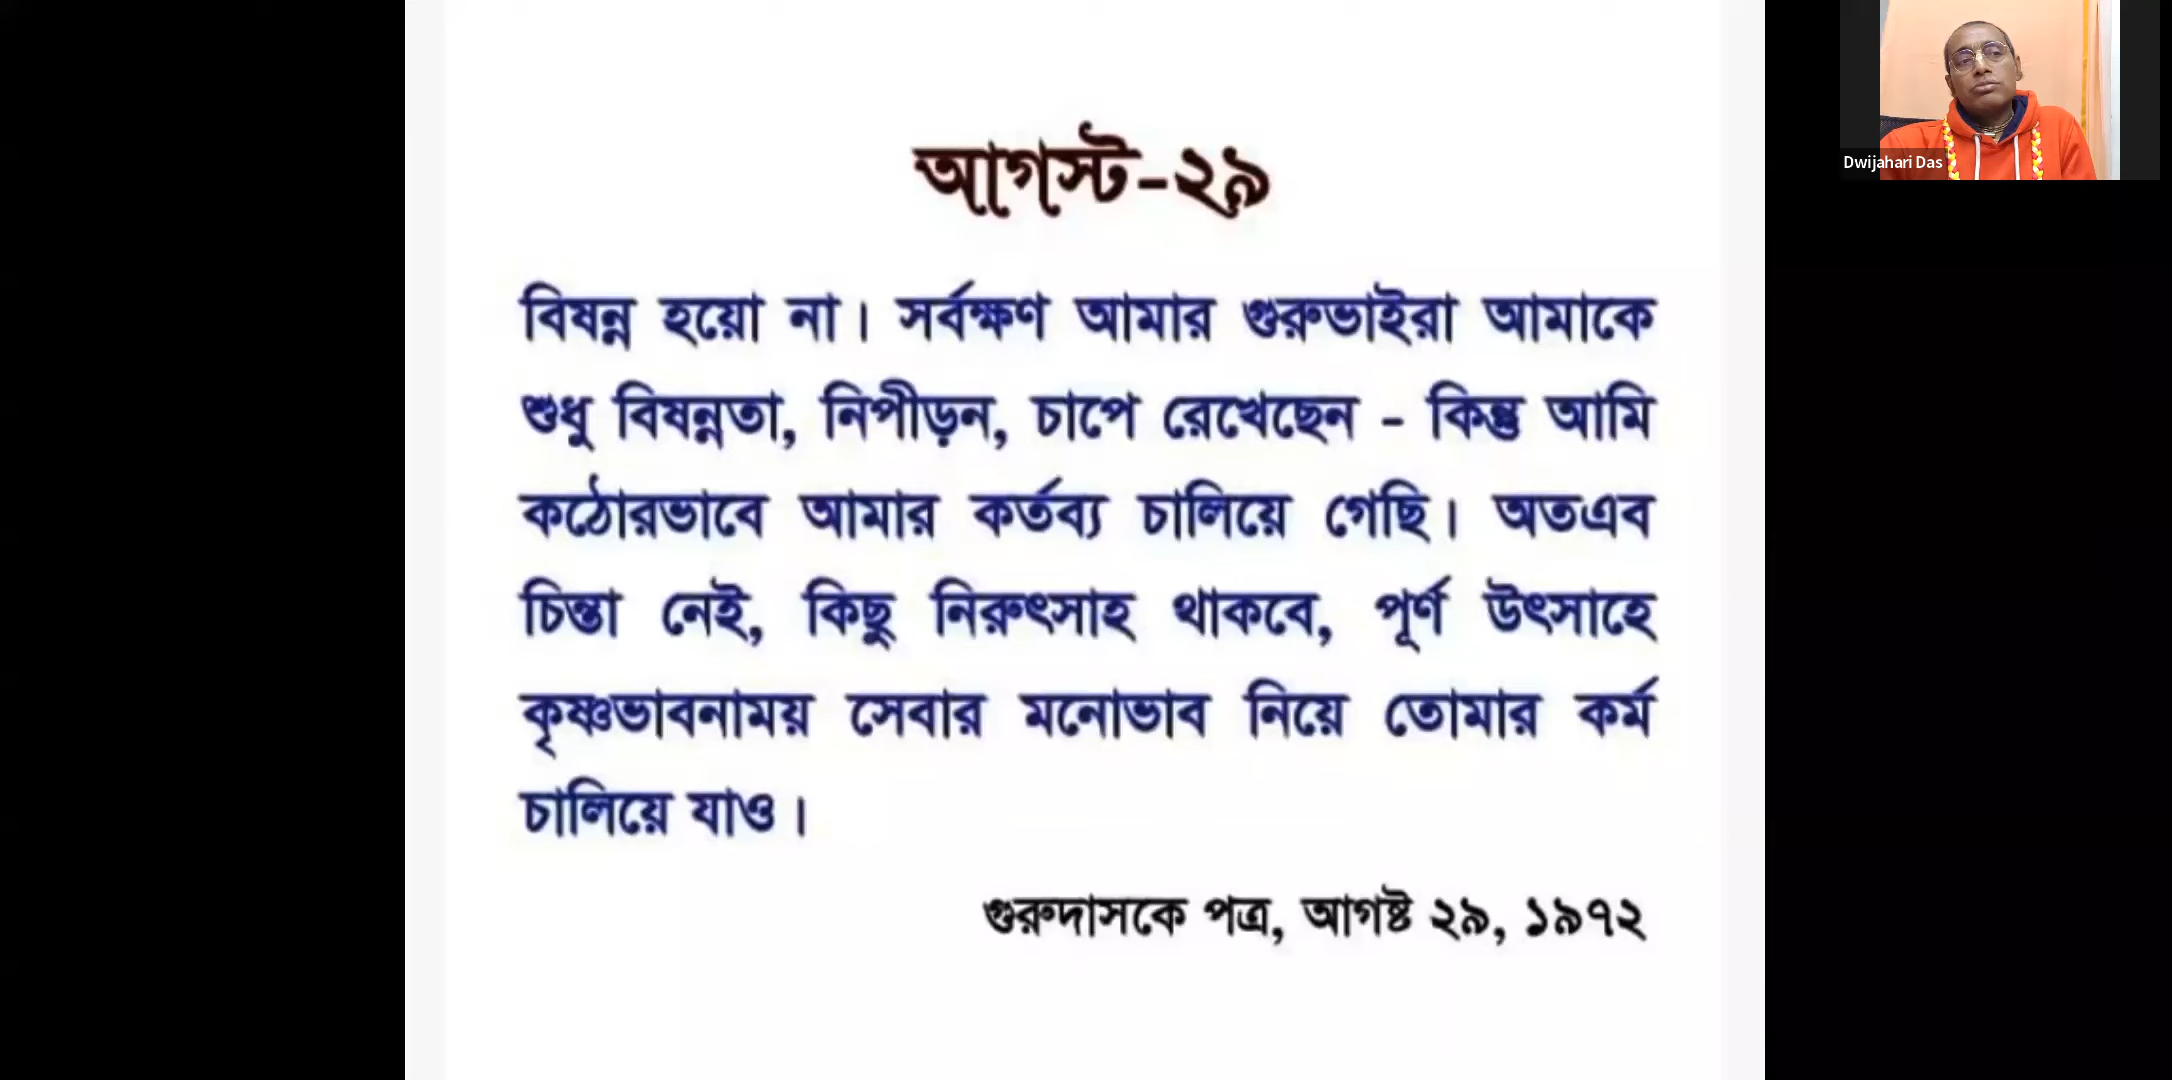 আগস্ট-২৯
বিষন্ন হয়ো না। সর্বক্ষণ আমার গুরুভাইরা আমাকে
শুধু বিষন্নতা, নিপীড়ন, চাপে রেখেছেন - কিন্তু আমি
কঠোরভাবে আমার কর্তব্য চালিয়ে গেছি। অতএব
চিন্তা নেই, কিছু নিরুৎসাহ থাকবে, পূর্ণ উৎসাহে
কৃষ্ণভাবনাময় সেবার মনোভাব নিয়ে তোমার কর্ম
চালিয়ে যাও।
গুরুদাসকে পত্র, আগষ্ট ২৯, ১৯৭২
Dwijahari Das